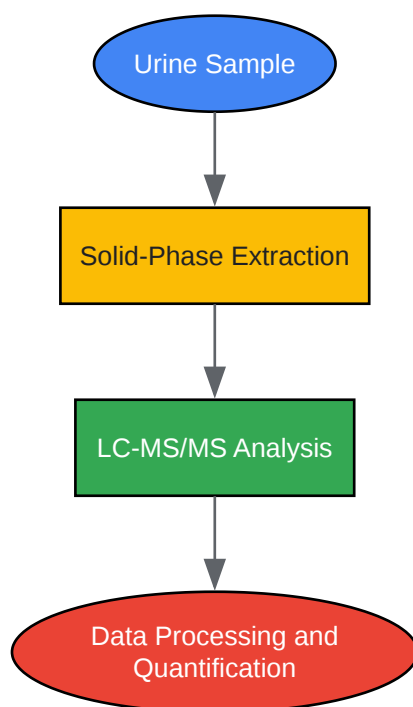 Urine Sample
Solid-Phase Extraction
LC-MS/MS Analysis
Data Processing and
Quantification